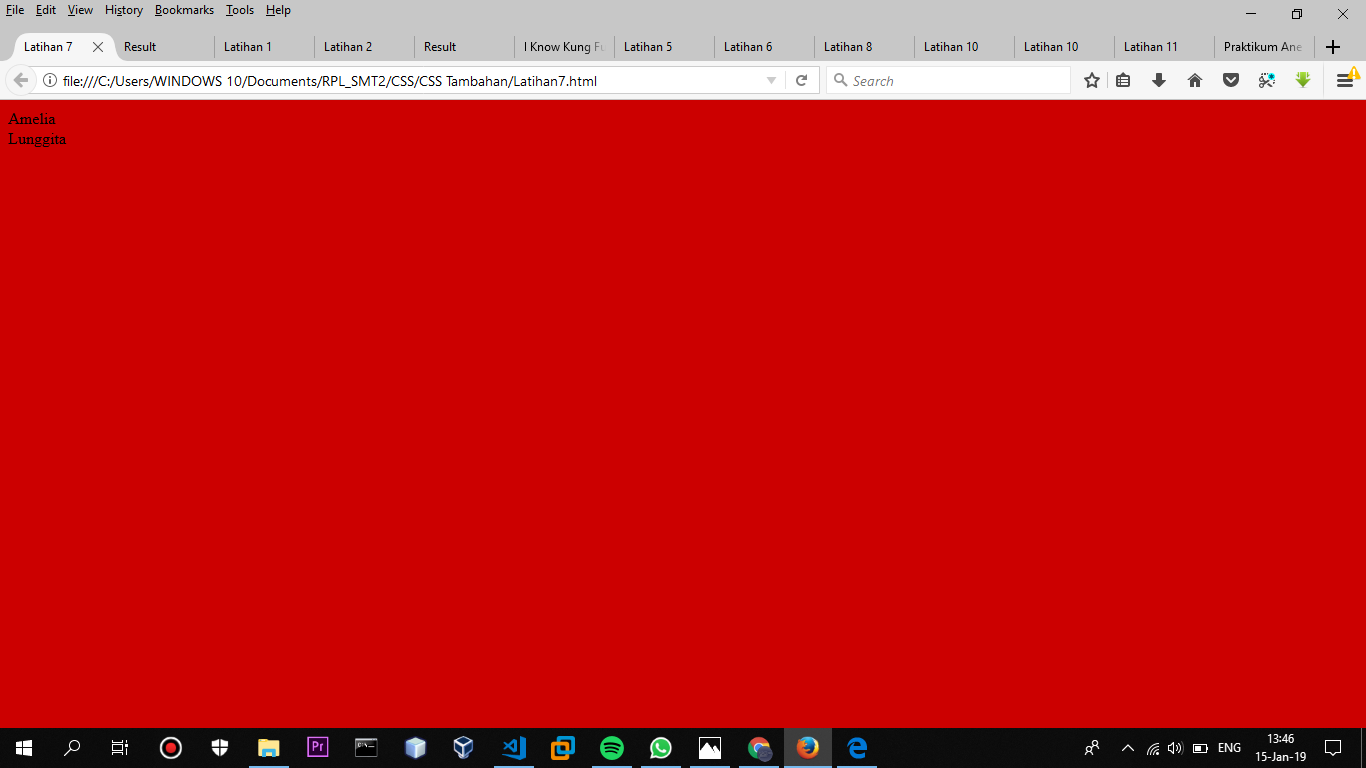 File Edit View History Bookmarks Tools Help
Latihan 7 Result Latihan 1 Latihan 2 Result I Know Kung Fu Latihan 5 Latihan 6 Latihan 8 Latihan 10 Latihan 10 Latihan 11 Praktikum Ane
file:///C:/Users/WINDOWS 10/Documents/RPL_SMT2/CSS/CSS Tambahan/Latihan7.html Search
Amelia
Lunggita
Pr ENG 13:46
15-Jan-19